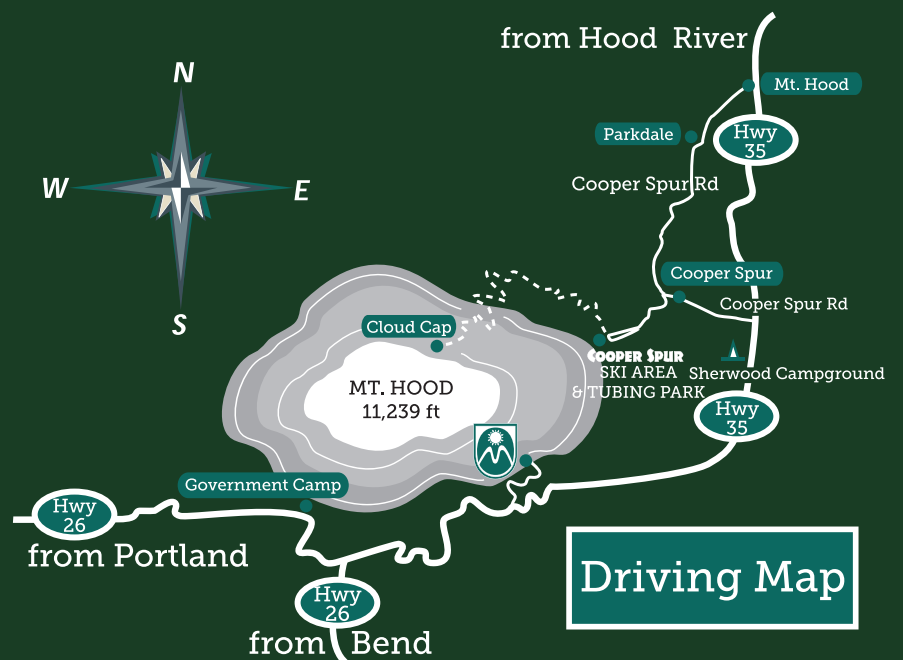 from Hood River
N
Mt. Hood
Parkdale
Hwy
35
W
E
Cooper Spur Rd
Cooper Spur
Cooper Spur Rd
S
Cloud Cap
COOPER SPUR
SKI AREA
& TUBING PARK
Sherwood Campground
MT. HOOD
11,239 ft
Hwy
35
Government Camp
Hwy
26
from Portland
Driving Map
Hwy
26
from Bend